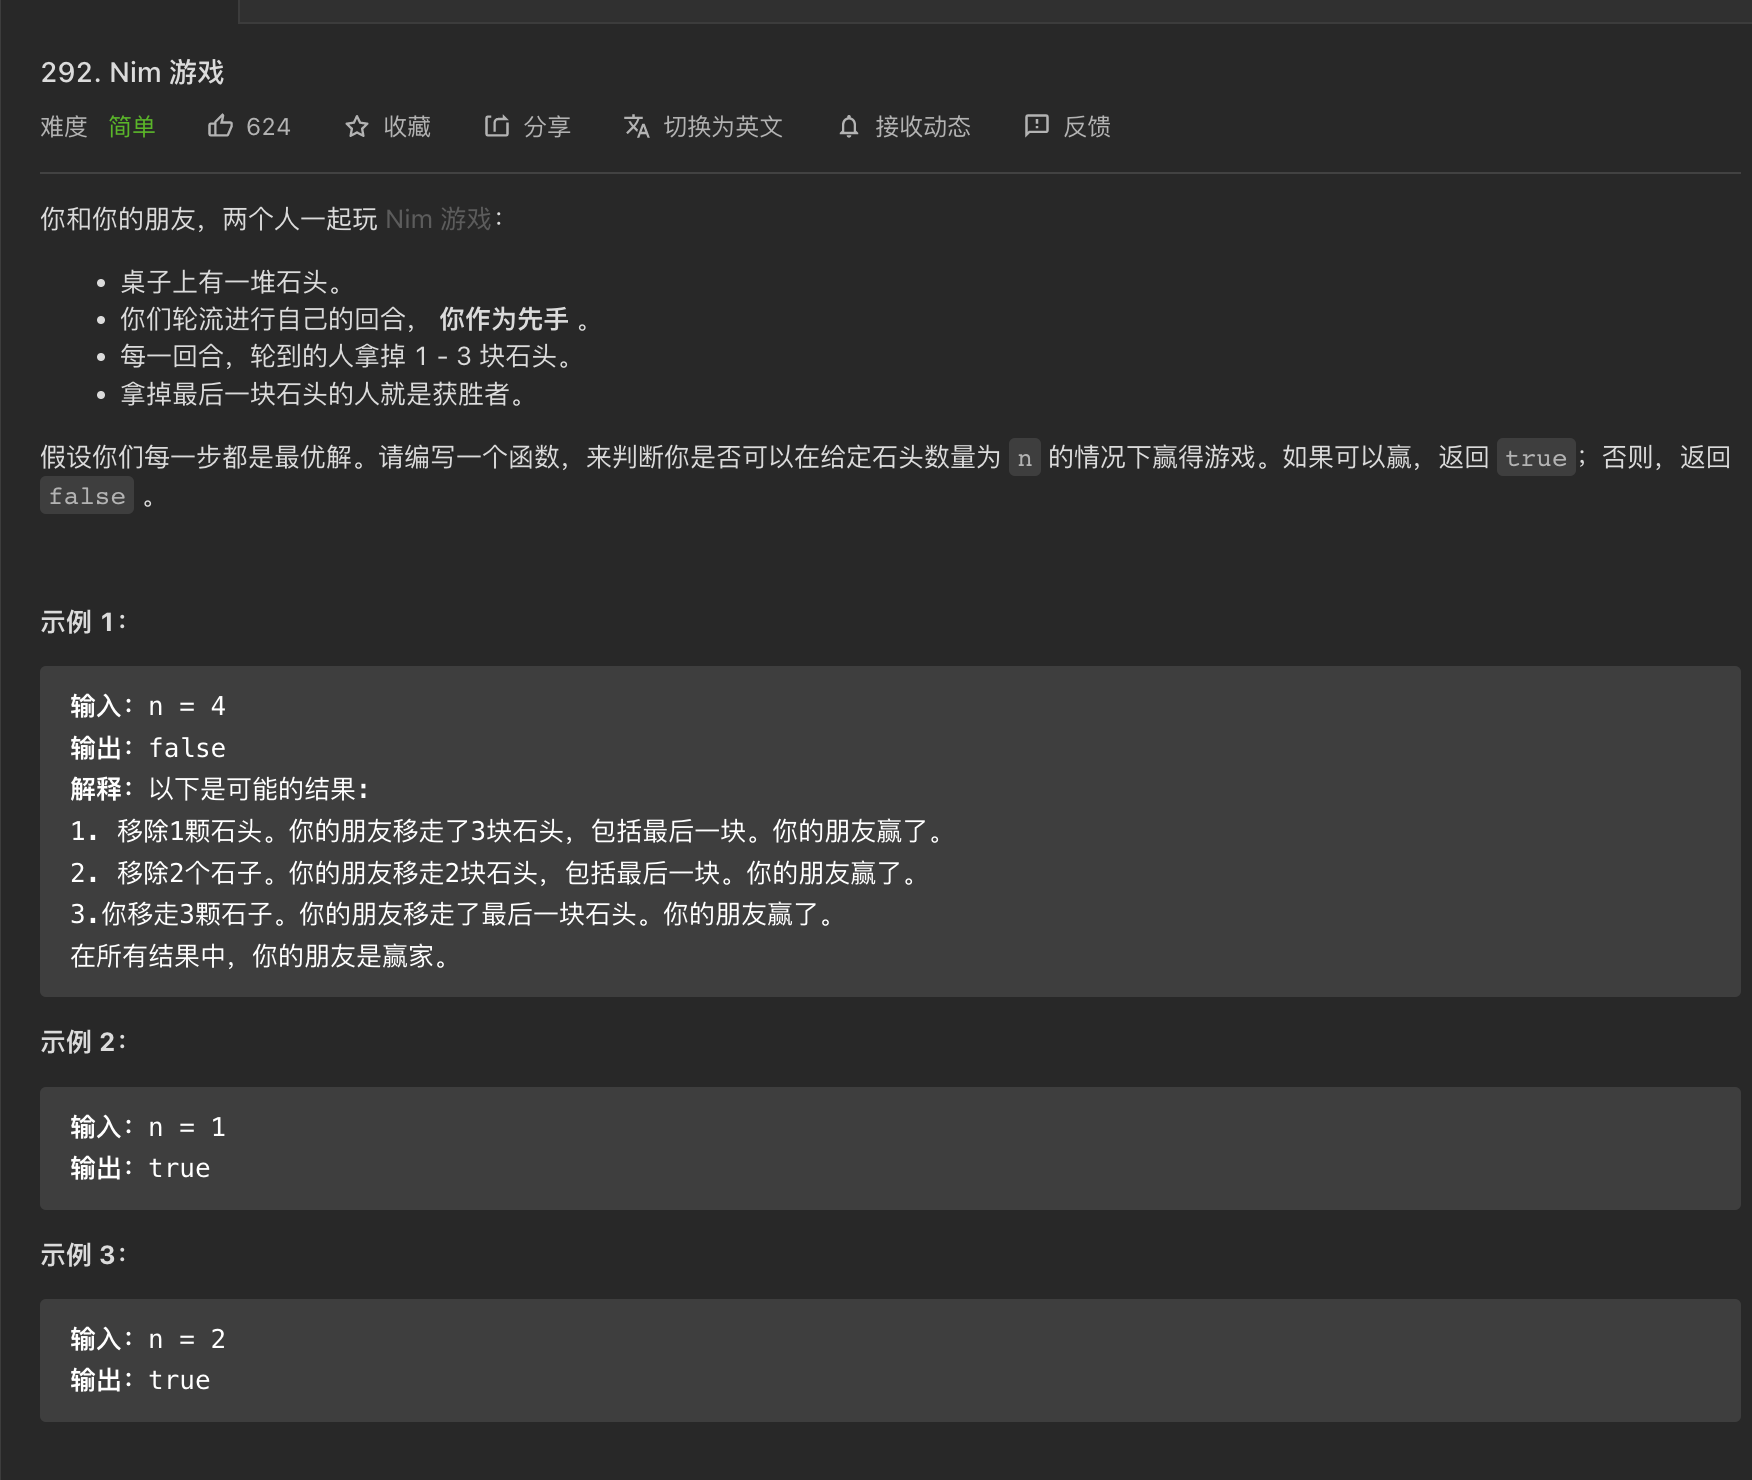 292. Nim 游戏
难度 简单 624 收藏 分享 切换为英文 接收动态 反馈
你和你的朋友，两个人一起玩 Nim 游戏：
• 桌子上有一堆石头。
• 你们轮流进行自己的回合， 你作为先手 。
• 每一回合，轮到的人拿掉 1 - 3 块石头。
• 拿掉最后一块石头的人就是获胜者。
假设你们每一步都是最优解。请编写一个函数，来判断你是否可以在给定石头数量为 n 的情况下赢得游戏。如果可以赢，返回 true；否则，返回
false 。
示例 1：
输入：n = 4
输出：false
解释：以下是可能的结果:
1. 移除1颗石头。你的朋友移走了3块石头，包括最后一块。你的朋友赢了。
2. 移除2个石子。你的朋友移走2块石头，包括最后一块。你的朋友赢了。
3.你移走3颗石子。你的朋友移走了最后一块石头。你的朋友赢了。
在所有结果中，你的朋友是赢家。
示例 2：
输入：n = 1
输出：true
示例 3：
输入：n = 2
输出：true